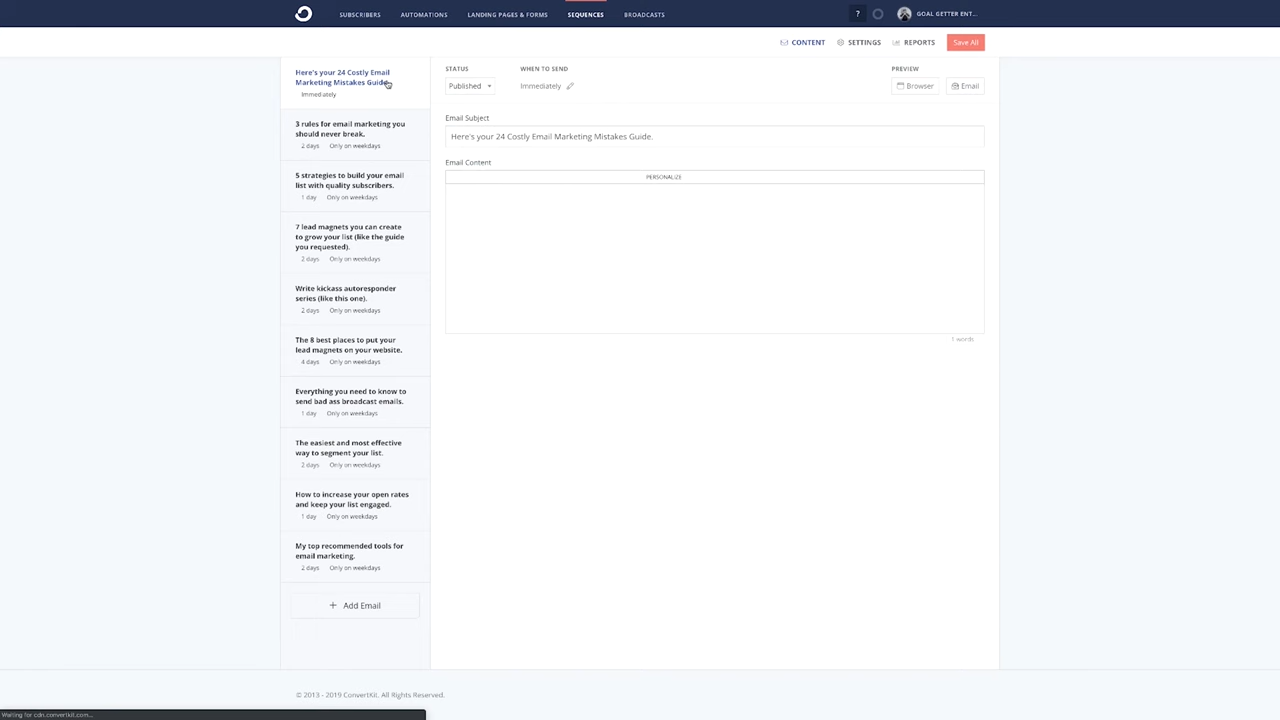 SUBSCRIBERS AUTOMATIONS LANDING PAGES & FORMS SEQUENCES BROADCASTS ? GOAL GETTER ENT...
CONTENT SETTINGS REPORTS Save All
Here's your 24 Costly Email
Marketing Mistakes Guide.
Immediately
3 rules for email marketing you
should never break.
2 days Only on weekdays
5 strategies to build your email
list with quality subscribers.
1 day Only on weekdays
7 lead magnets you can create
to grow your list (like the guide
you requested).
2 days Only on weekdays
Write kickass autoresponder
series (like this one).
2 days Only on weekdays
The 8 best places to put your
lead magnets on your website.
4 days Only on weekdays
Everything you need to know to
send bad ass broadcast emails.
1 day Only on weekdays
The easiest and most effective
way to segment your list.
2 days Only on weekdays
How to increase your open rates
and keep your list engaged.
1 day Only on weekdays
My top recommended tools for
email marketing.
2 days Only on weekdays
+ Add Email
STATUS WHEN TO SEND PREVIEW
Published Immediately Browser Email
Email Subject
Here's your 24 Costly Email Marketing Mistakes Guide.
Email Content
PERSONALIZE
1 words
© 2013 - 2019 ConvertKit. All Rights Reserved.
Waiting for cdn.convertkit.com...